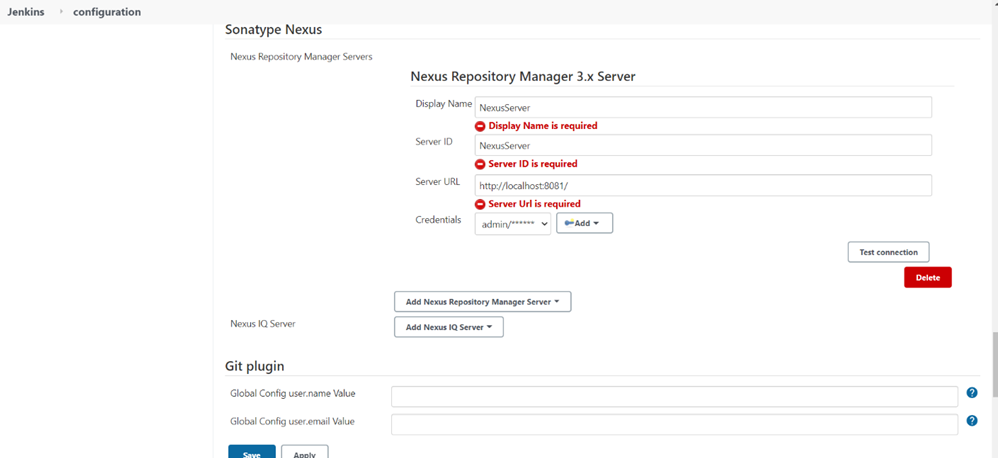 Jenkins › configuration
Sonatype Nexus
Nexus Repository Manager Servers
Nexus Repository Manager 3.x Server
Display Name NexusServer
Display Name is required
Server ID NexusServer
Server ID is required
Server URL http://localhost:8081/
Server Url is required
Credentials admin/****** Add
Test connection
Delete
Add Nexus Repository Manager Server
Nexus IQ Server Add Nexus IQ Server
Git plugin
Global Config user.name Value ?
Global Config user.email Value ?
Save Apply